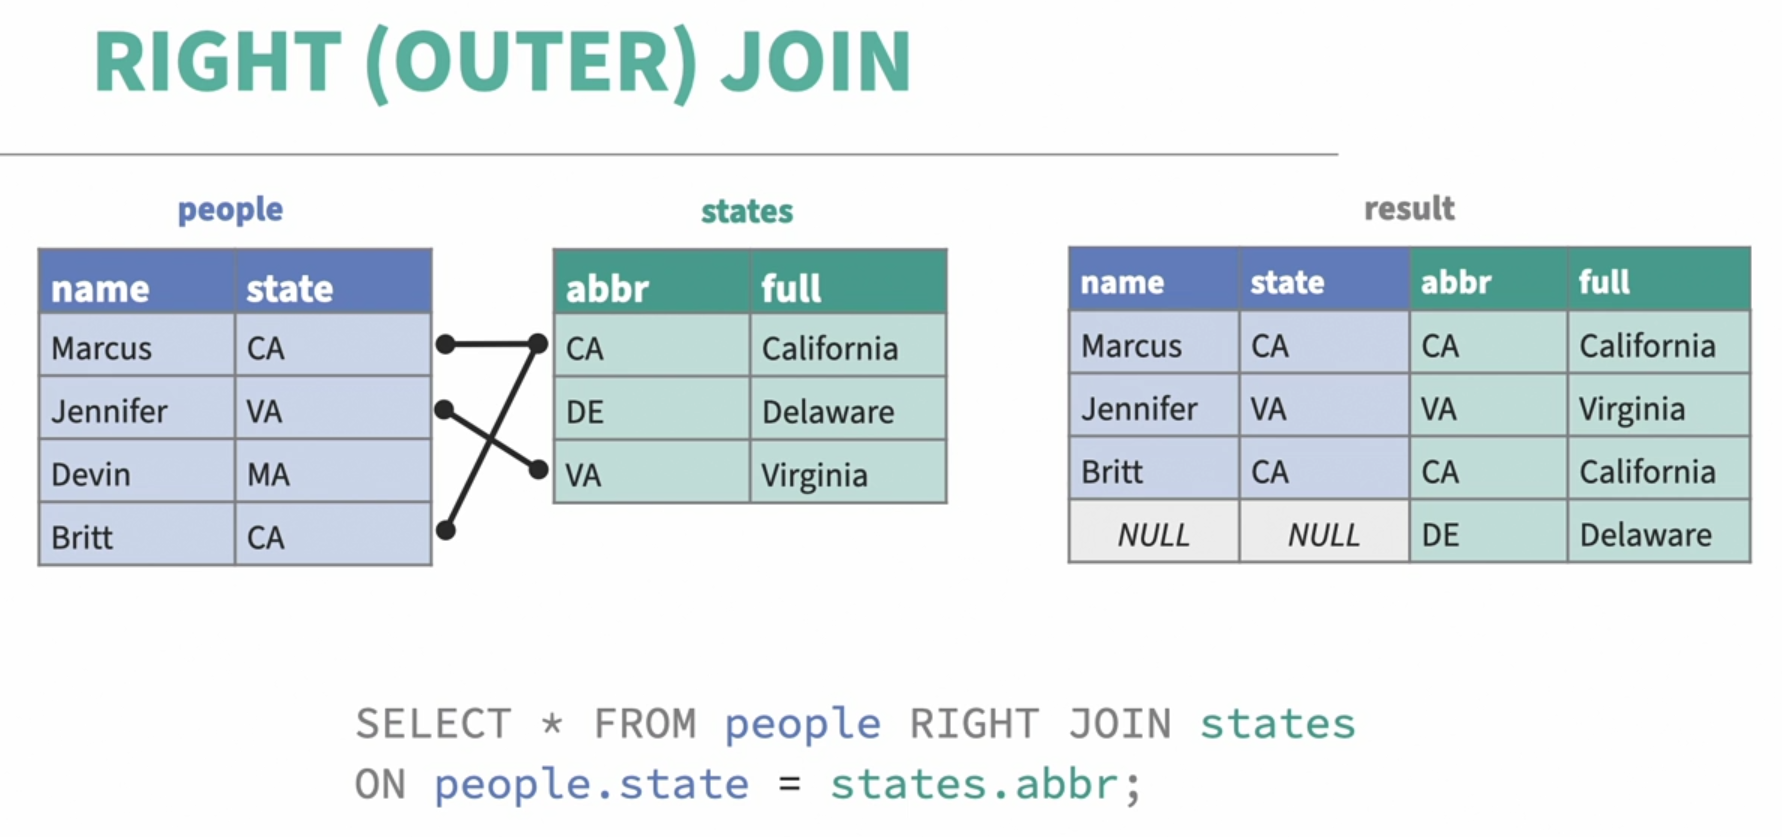 RIGHT (OUTER) JOIN
people
name state
Marcus CA
Jennifer VA
Devin MA
Britt CA
states
abbr full
CA California
DE Delaware
VA Virginia
result
name state abbr full
Marcus CA CA California
Jennifer VA VA Virginia
Britt CA CA California
NULL NULL DE Delaware
SELECT * FROM people RIGHT JOIN states
ON people.state = states.abbr;